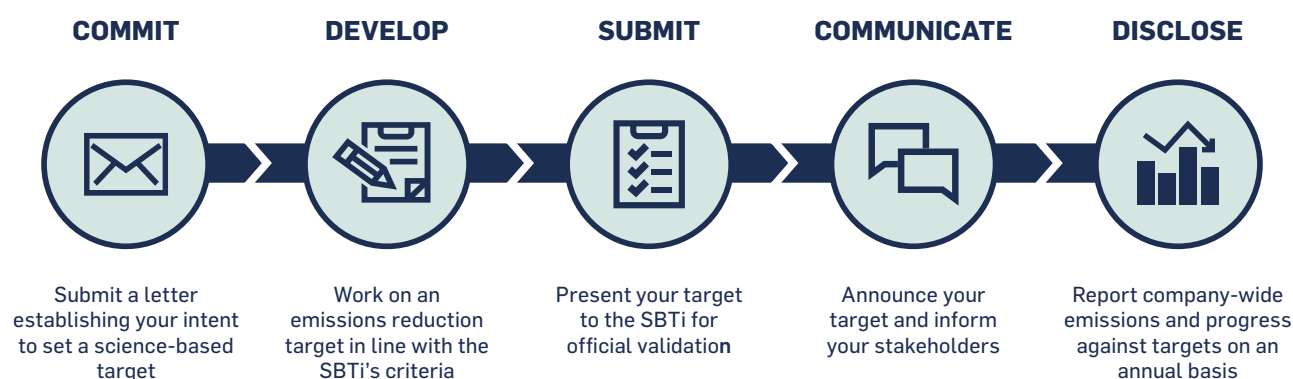 COMMIT
DEVELOP
SUBMIT
COMMUNICATE
DISCLOSE
Submit a letter
establishing your intent
to set a science-based
target
Work on an
emissions reduction
target in line with the
SBTi's criteria
Present your target
to the SBTi for
official validation
Announce your
target and inform
your stakeholders
Report company-wide
emissions and progress
against targets on an
annual basis